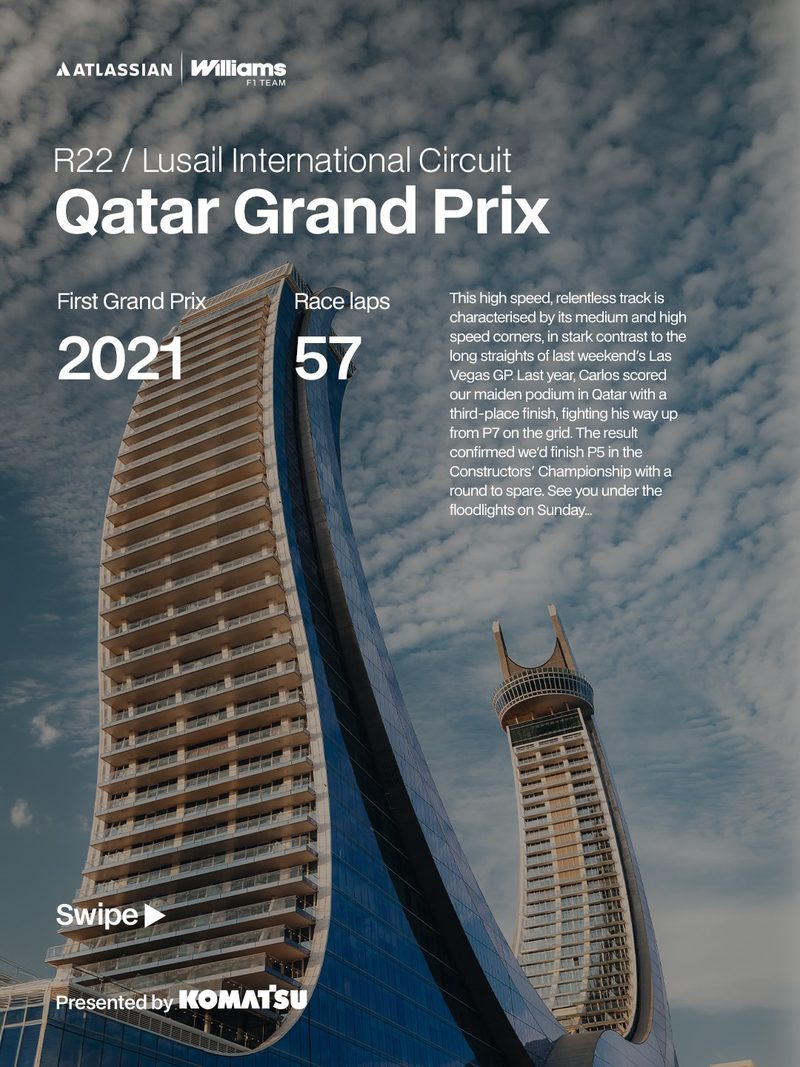 ATLASSIAN Williams
F1 TEAM
R22 / Lusail International Circuit
Qatar Grand Prix
First Grand Prix
2021
Race laps
57
This high speed, relentless track is
characterised by its medium and high
speed corners, in stark contrast to the
long straights of last weekend's Las
Vegas GP. Last year, Carlos scored
our maiden podium in Qatar with a
third-place finish, fighting his way up
from P7 on the grid. The result
confirmed we'd finish P5 in the
Constructors' Championship with a
round to spare. See you under the
floodlights on Sunday...
Swipe
Presented by KOMATSU